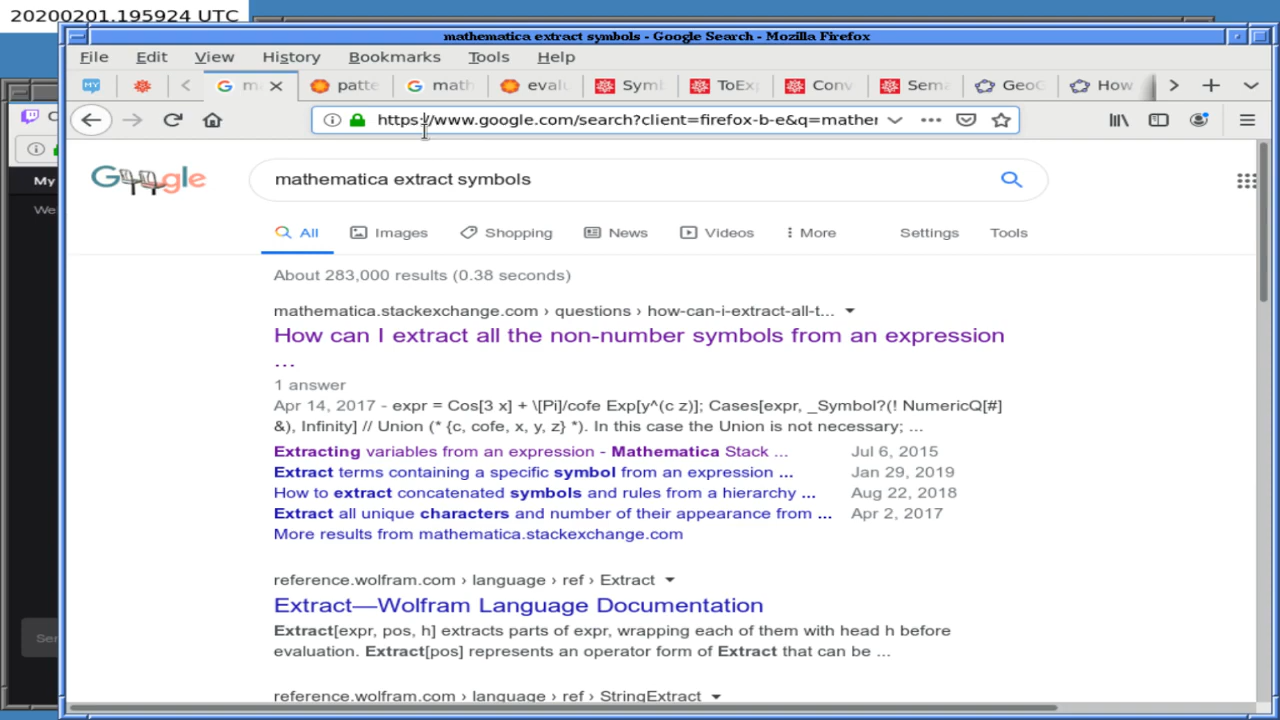 20200201.195924 UTC
mathematica extract symbols - Google Search - Mozilla Firefox
File Edit View History Bookmarks Tools Help
MY G m patte G math evalu Symb ToEx Conv Sema GeoG How
https://www.google.com/search?client=firefox-b-e&q=mather
Google
mathematica extract symbols
My
We
All Images Shopping News Videos More Settings Tools
About 283,000 results (0.38 seconds)
mathematica.stackexchange.com › questions › how-can-i-extract-all-t...
How can I extract all the non-number symbols from an expression
...
1 answer
Apr 14, 2017 - expr = Cos[3 x] + \[Pi]/cofe Exp[y^(c z)]; Cases[expr, _Symbol?(! NumericQ[#]
&), Infinity] // Union (* {c, cofe, x, y, z} *). In this case the Union is not necessary; ...
Extracting variables from an expression - Mathematica Stack ... Jul 6, 2015
Extract terms containing a specific symbol from an expression ... Jan 29, 2019
How to extract concatenated symbols and rules from a hierarchy ... Aug 22, 2018
Extract all unique characters and number of their appearance from ... Apr 2, 2017
More results from mathematica.stackexchange.com
reference.wolfram.com › language › ref › Extract
Extract—Wolfram Language Documentation
Extract[expr, pos, h] extracts parts of expr, wrapping each of them with head h before
evaluation. Extract[pos] represents an operator form of Extract that can be ...
Sen
reference.wolfram.com › language › ref › StringExtract